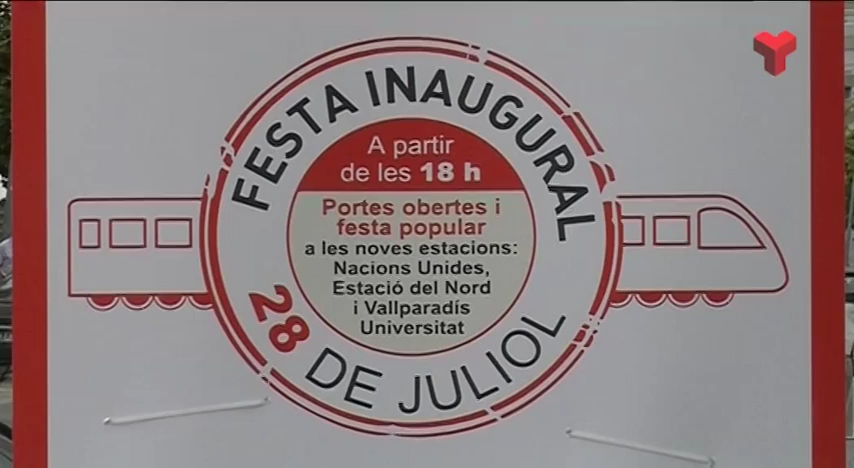 FESTA INAUGURAL
A partir
de les 18 h
Portes obertes i
festa popular
a les noves estacions:
Nacions Unides,
Estació del Nord
i Vallparadís
Universitat
28 DE JULIOL